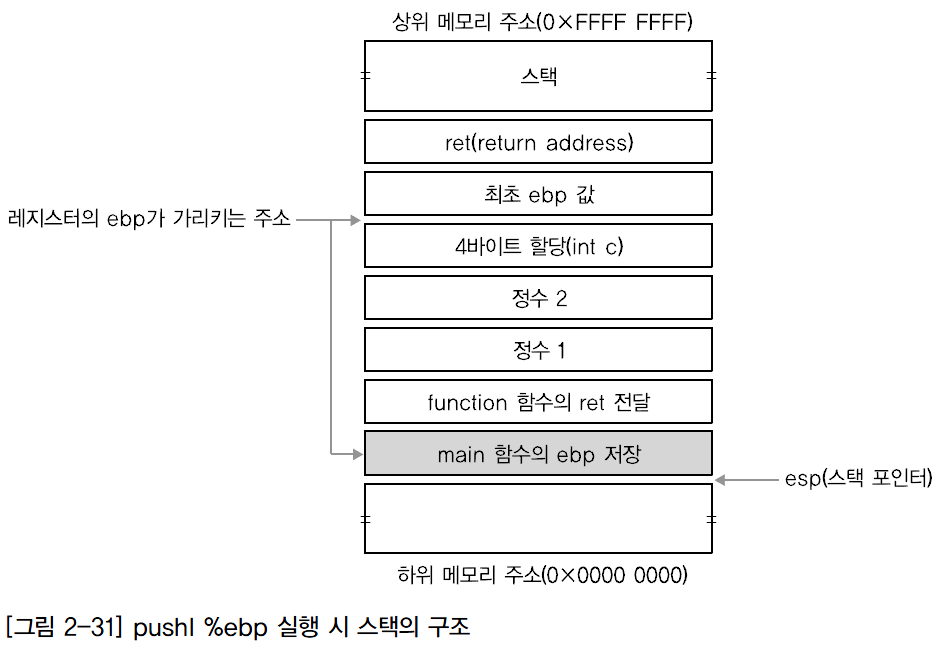 상위 메모리 주소(0×FFFF FFFF)
스택
ret(return address)
최초 ebp 값
레지스터의 ebp가 가리키는 주소
4바이트 할당(int c)
정수 2
정수 1
function 함수의 ret 전달
main 함수의 ebp 저장
esp(스택 포인터)
하위 메모리 주소(0×0000 0000)
[그림 2-31] pushl %ebp 실행 시 스택의 구조